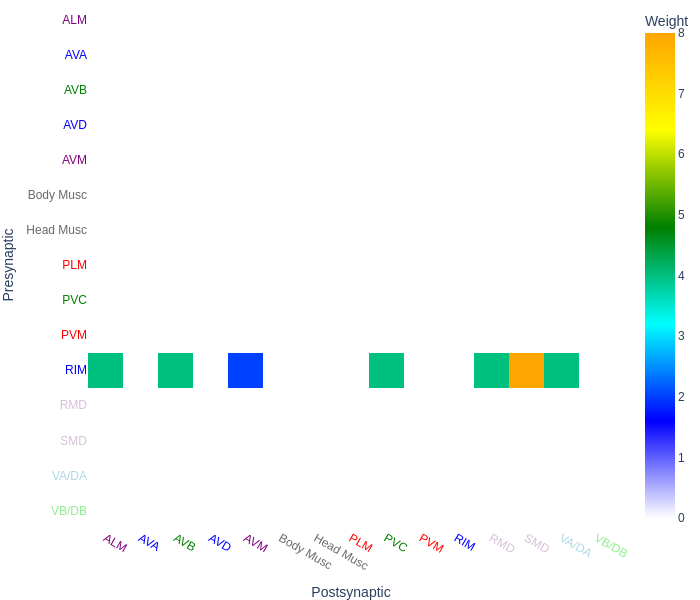 Weight
ALM
AVA
AVB
AVD
AVM
Body Musc
Head Musc
PLM
PVC
PVM
RIM
RMD
SMD
VA/DA
VB/DB
Presynaptic
8
7
6
5
4
3
2
1
0
ALM
AVA
AVB
AVD
AVM
Body Musc
Head Musc
PLM
PVC
PVM
RIM
RMD
SMD
VA/DA
VB/DB
Postsynaptic